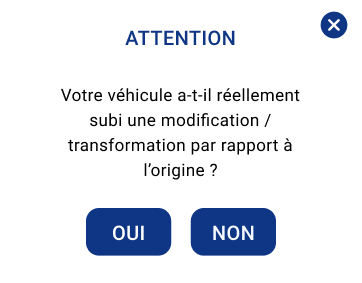 ATTENTION
Votre véhicule a-t-il réellement
subi une modification /
transformation par rapport à
l’origine ?
OUI
NON